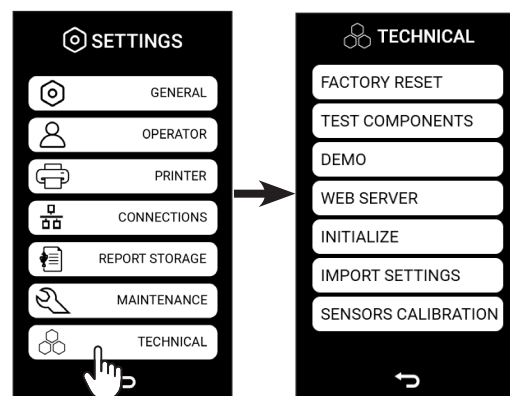 SETTINGS
GENERAL
OPERATOR
PRINTER
CONNECTIONS
REPORT STORAGE
MAINTENANCE
TECHNICAL
TECHNICAL
FACTORY RESET
TEST COMPONENTS
DEMO
WEB SERVER
INITIALIZE
IMPORT SETTINGS
SENSORS CALIBRATION